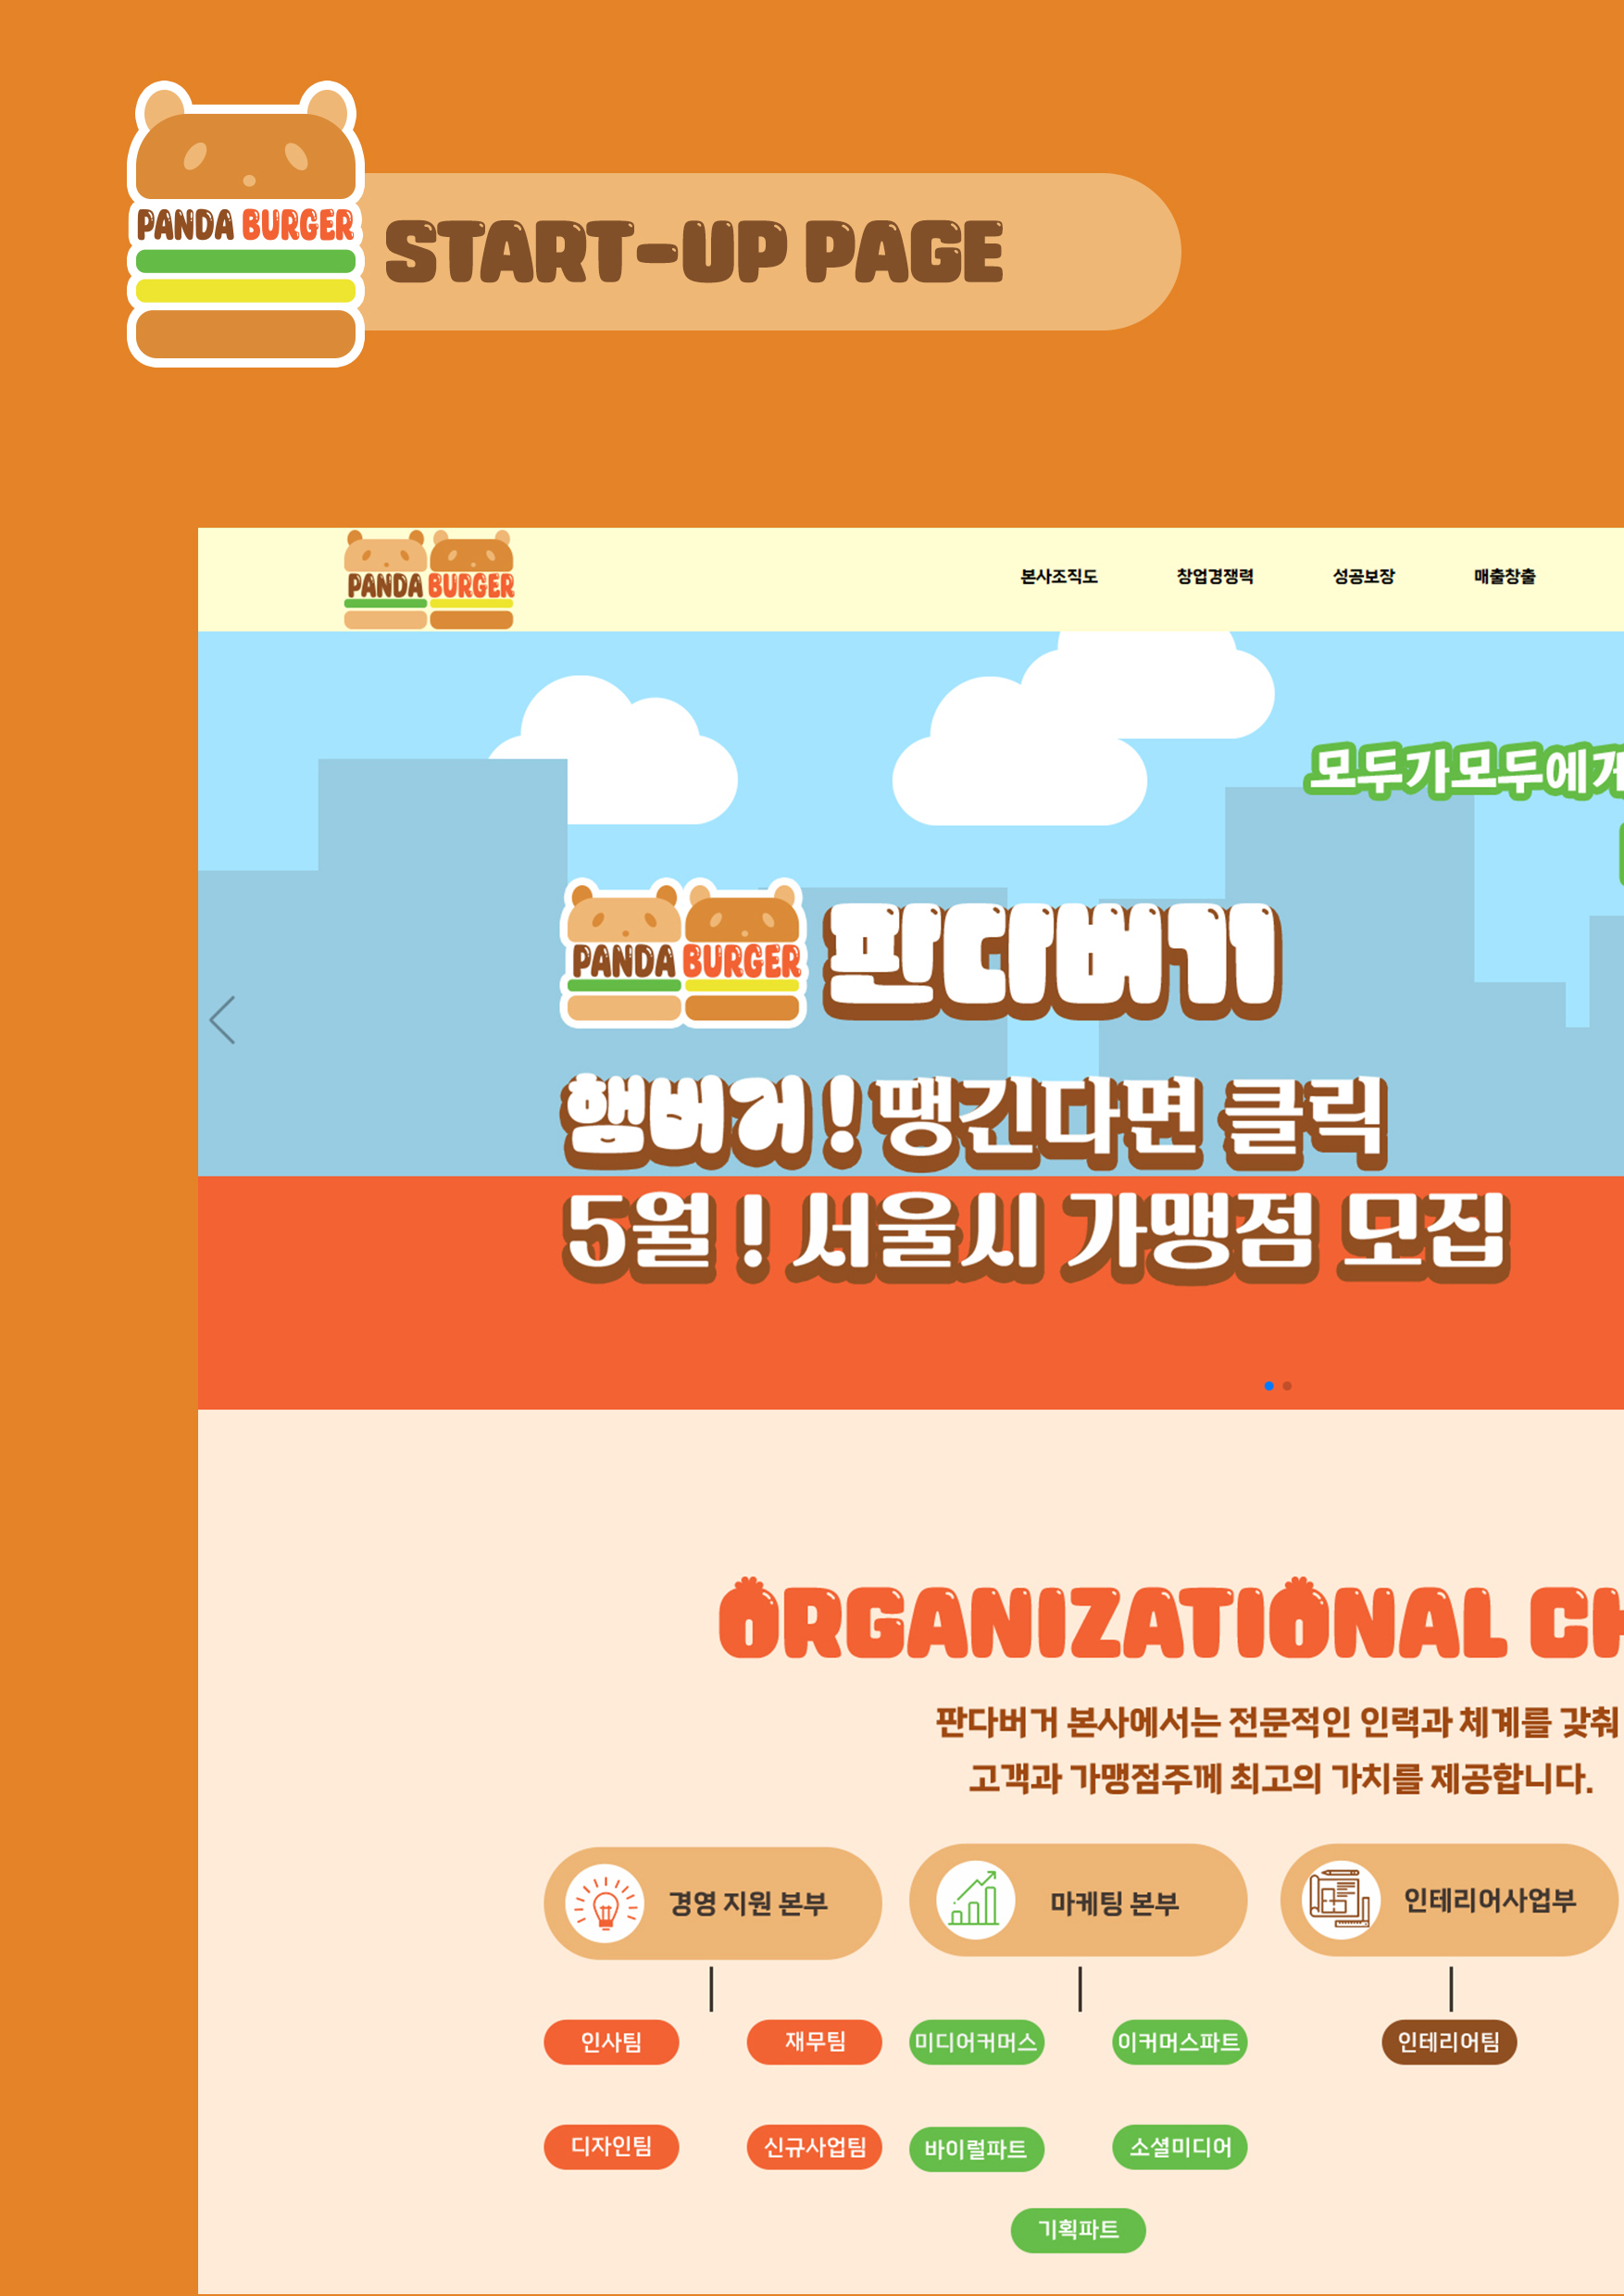 PANDA BURGER
START-UP PAGE
PANDA BURGER
본사조직도 창업경쟁력 성공보장 매출창출
모두가모두에게
PANDA BURGER
판다버기
햄버거! 땡긴다면 클릭
5월! 서울시 가맹점 모집
ORGANIZATIONAL CH
판다버거 본사에서는 전문적인 인력과 체계를 갖춰
고객과 가맹점주께 최고의 가치를 제공합니다.
경영 지원 본부 마케팅 본부 인테리어사업부
인사팀 재무팀 미디어커머스 이커머스파트 인테리어팀
디자인팀 신규사업팀 바이럴파트 소셜미디어
기획파트